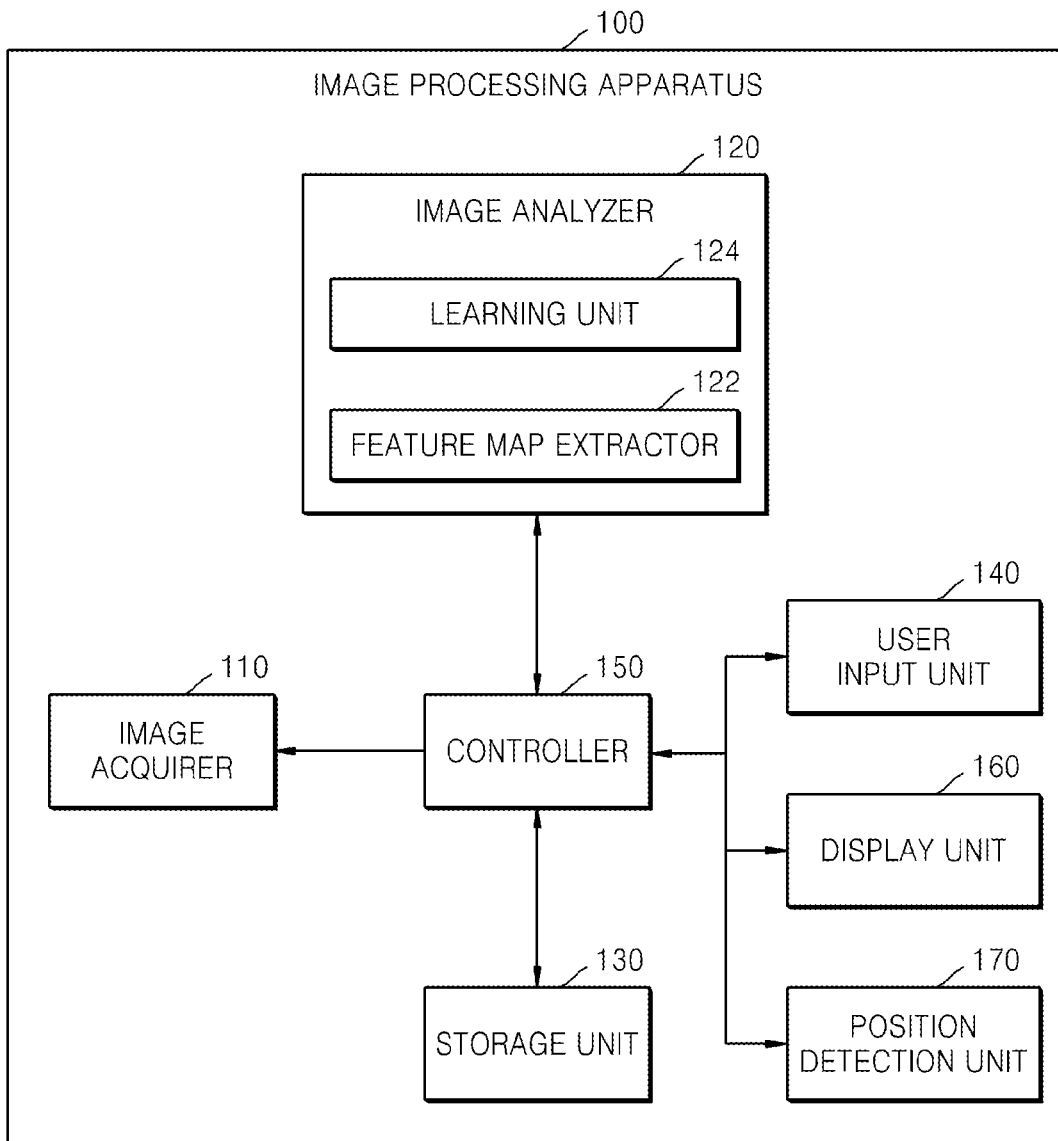 100
IMAGE PROCESSING APPARATUS
120
IMAGE ANALYZER
124
LEARNING UNIT
122
FEATURE MAP EXTRACTOR
140
USER
INPUT UNIT
110
IMAGE
ACQUIRER
150
CONTROLLER
160
DISPLAY UNIT
130
STORAGE UNIT
170
POSITION
DETECTION UNIT